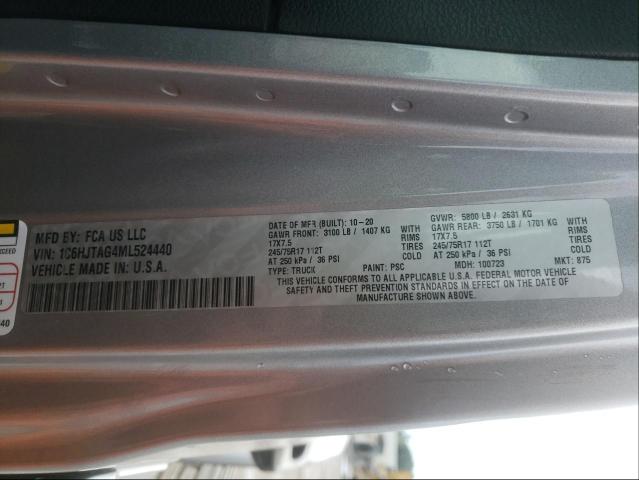 MFD BY: FCA US LLC
VIN: 1C6HJTAG4ML524440
VEHICLE MADE IN U.S.A.
DATE OF MFR (BUILT): 10-20
GAWR FRONT: 3100 LB / 1407 KG WITH
17X7.5 RIMS
245/75R17 112T TIRES
AT 250 kPa / 36 PSI COLD
GVWR: 5800 LB / 2631 KG
GAWR REAR: 3750 LB / 1701 KG WITH
17X7.5 RIMS
245/75R17 112T TIRES
AT 250 kPa / 36 PSI COLD
TYPE: TRUCK PAINT: PSC MDH: 100723 MKT: 875
THIS VEHICLE CONFORMS TO ALL APPLICABLE U.S.A. FEDERAL MOTOR VEHICLE
SAFETY AND THEFT PREVENTION STANDARDS IN EFFECT ON THE DATE OF
MANUFACTURE SHOWN ABOVE.